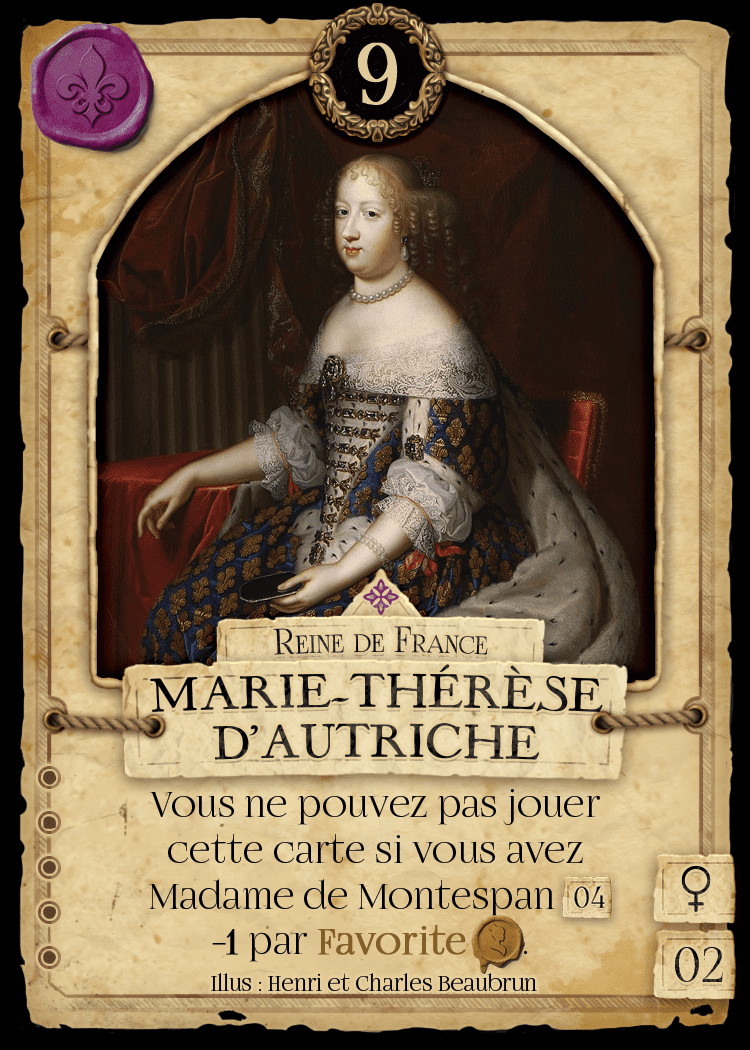 9
Reine de France
MARIE-THÉRÈSE
D'AUTRICHE
Vous ne pouvez pas jouer
cette carte si vous avez
Madame de Montespan 04
-1 par Favorite .
Illus : Henri et Charles Beaubrun
♀
02